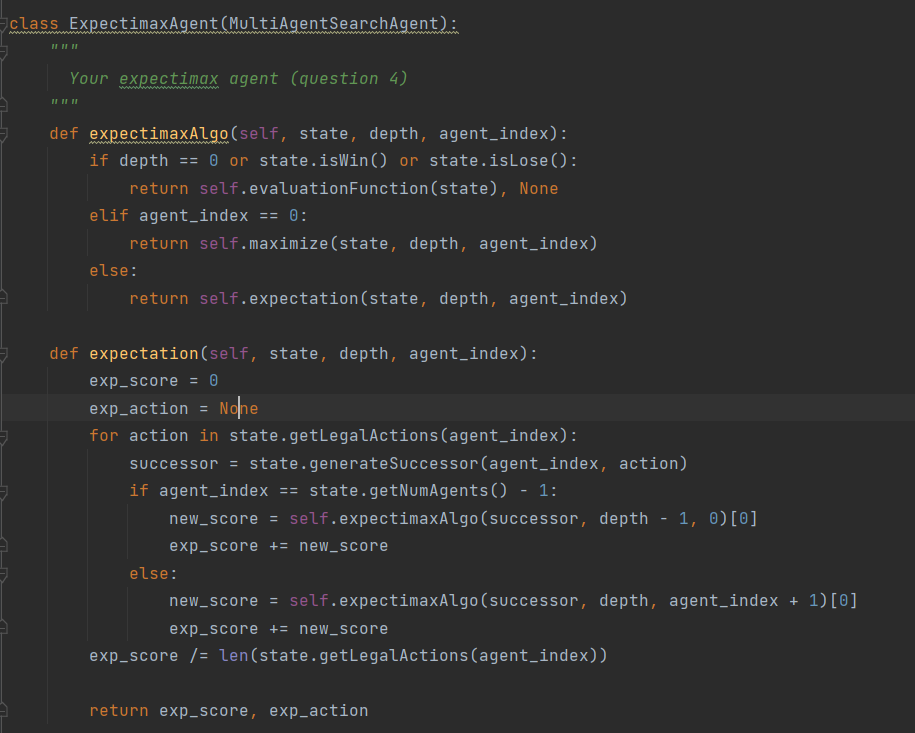 class ExpectimaxAgent(MultiAgentSearchAgent):
    """
      Your expectimax agent (question 4)
    """
    def expectimaxAlgo(self, state, depth, agent_index):
        if depth == 0 or state.isWin() or state.isLose():
            return self.evaluationFunction(state), None
        elif agent_index == 0:
            return self.maximize(state, depth, agent_index)
        else:
            return self.expectation(state, depth, agent_index)

    def expectation(self, state, depth, agent_index):
        exp_score = 0
        exp_action = None
        for action in state.getLegalActions(agent_index):
            successor = state.generateSuccessor(agent_index, action)
            if agent_index == state.getNumAgents() - 1:
                new_score = self.expectimaxAlgo(successor, depth - 1, 0)[0]
                exp_score += new_score
            else:
                new_score = self.expectimaxAlgo(successor, depth, agent_index + 1)[0]
                exp_score += new_score
        exp_score /= len(state.getLegalActions(agent_index))

        return exp_score, exp_action